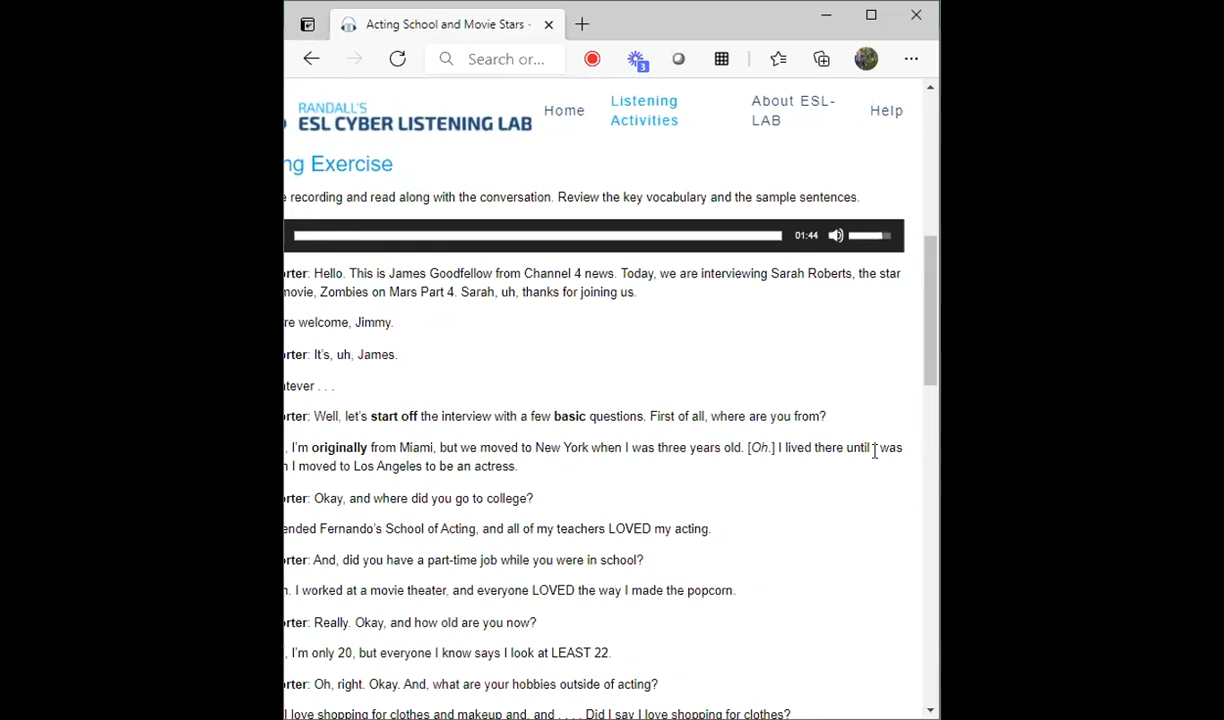 Acting School and Movie Stars -
Search or...
3
RANDALL'S
ESL CYBER LISTENING LAB
Home
Listening
Activities
About ESL-
LAB
Help
ng Exercise
e recording and read along with the conversation. Review the key vocabulary and the sample sentences.
01:44
orter: Hello. This is James Goodfellow from Channel 4 news. Today, we are interviewing Sarah Roberts, the star
movie, Zombies on Mars Part 4. Sarah, uh, thanks for joining us.
re welcome, Jimmy.
orter: It's, uh, James.
atever . . .
orter: Well, let's start off the interview with a few basic questions. First of all, where are you from?
, I'm originally from Miami, but we moved to New York when I was three years old. [Oh.] I lived there until I was
n I moved to Los Angeles to be an actress.
orter: Okay, and where did you go to college?
ended Fernando's School of Acting, and all of my teachers LOVED my acting.
orter: And, did you have a part-time job while you were in school?
h. I worked at a movie theater, and everyone LOVED the way I made the popcorn.
orter: Really. Okay, and how old are you now?
, I'm only 20, but everyone I know says I look at LEAST 22.
orter: Oh, right. Okay. And, what are your hobbies outside of acting?
I love shopping for clothes and makeup and, and . . . . Did I say I love shopping for clothes?